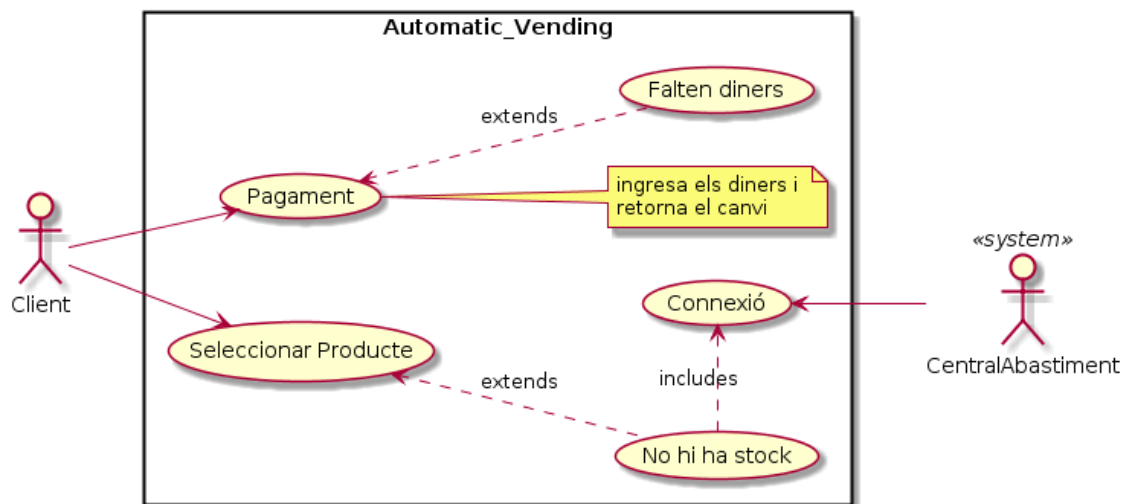 Automatic_Vending
Falten diners
extends
Pagament
ingresa els diners i
retorna el canvi
«system»
Client
Connexió
CentralAbastiment
Seleccionar Producte
extends
includes
No hi ha stock